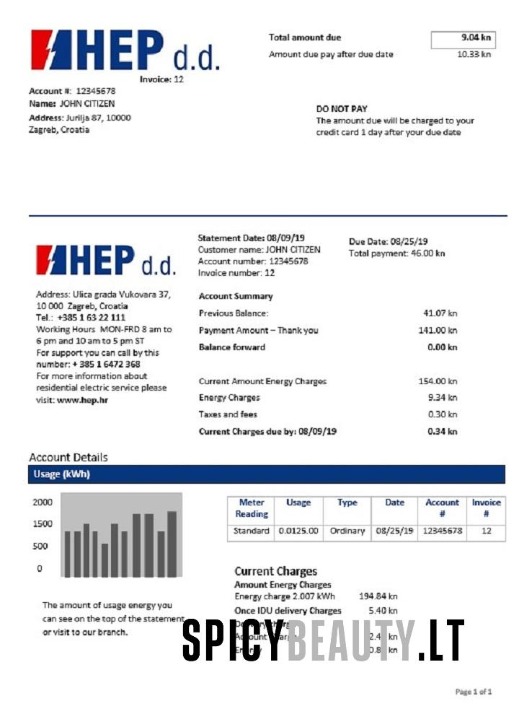 HEP d.d.
Invoice: 12
Total amount due 9.04 kn
Amount due pay after due date 10.33 kn
Account #: 12345678
Name: JOHN CITIZEN
Address: Jurilja 87, 10000
Zagreb, Croatia
DO NOT PAY
The amount due will be charged to your
credit card 1 day after your due date
HEP d.d.
Address: Ulica grada Vukovara 37,
10 000 Zagreb, Croatia
Tel.: +385 1 63 22 111
Working Hours MON-FRD 8 am to
6 pm and 10 am to 5 pm ST
For support you can call by this
number: + 385 1 6472 368
For more information about
residential electric service please
visit: www.hep.hr
Statement Date: 08/09/19
Customer name: JOHN CITIZEN
Account number: 12345678
Invoice number: 12
Due Date: 08/25/19
Total payment: 46.00 kn
Account Summary
Previous Balance: 41.07 kn
Payment Amount – Thank you 141.00 kn
Balance forward 0.00 kn
Current Amount Energy Charges 154.00 kn
Energy Charges 9.34 kn
Taxes and fees 0.30 kn
Current Charges due by: 08/09/19 0.34 kn
Account Details
Usage (kWh)
2000
1500
500
0
The amount of usage energy you
can see on the top of the statement
or visit to our branch.
Meter Reading Usage Type Date Account # Invoice #
Standard 0.0125.00 Ordinary 08/25/19 12345678 12
Current Charges
Amount Energy Charges
Energy charge 2.007 kWh 194.84 kn
Once IDU delivery Charges 5.40 kn
kn
kn
SPICYBEAUTY.LT
Page 1 of 1